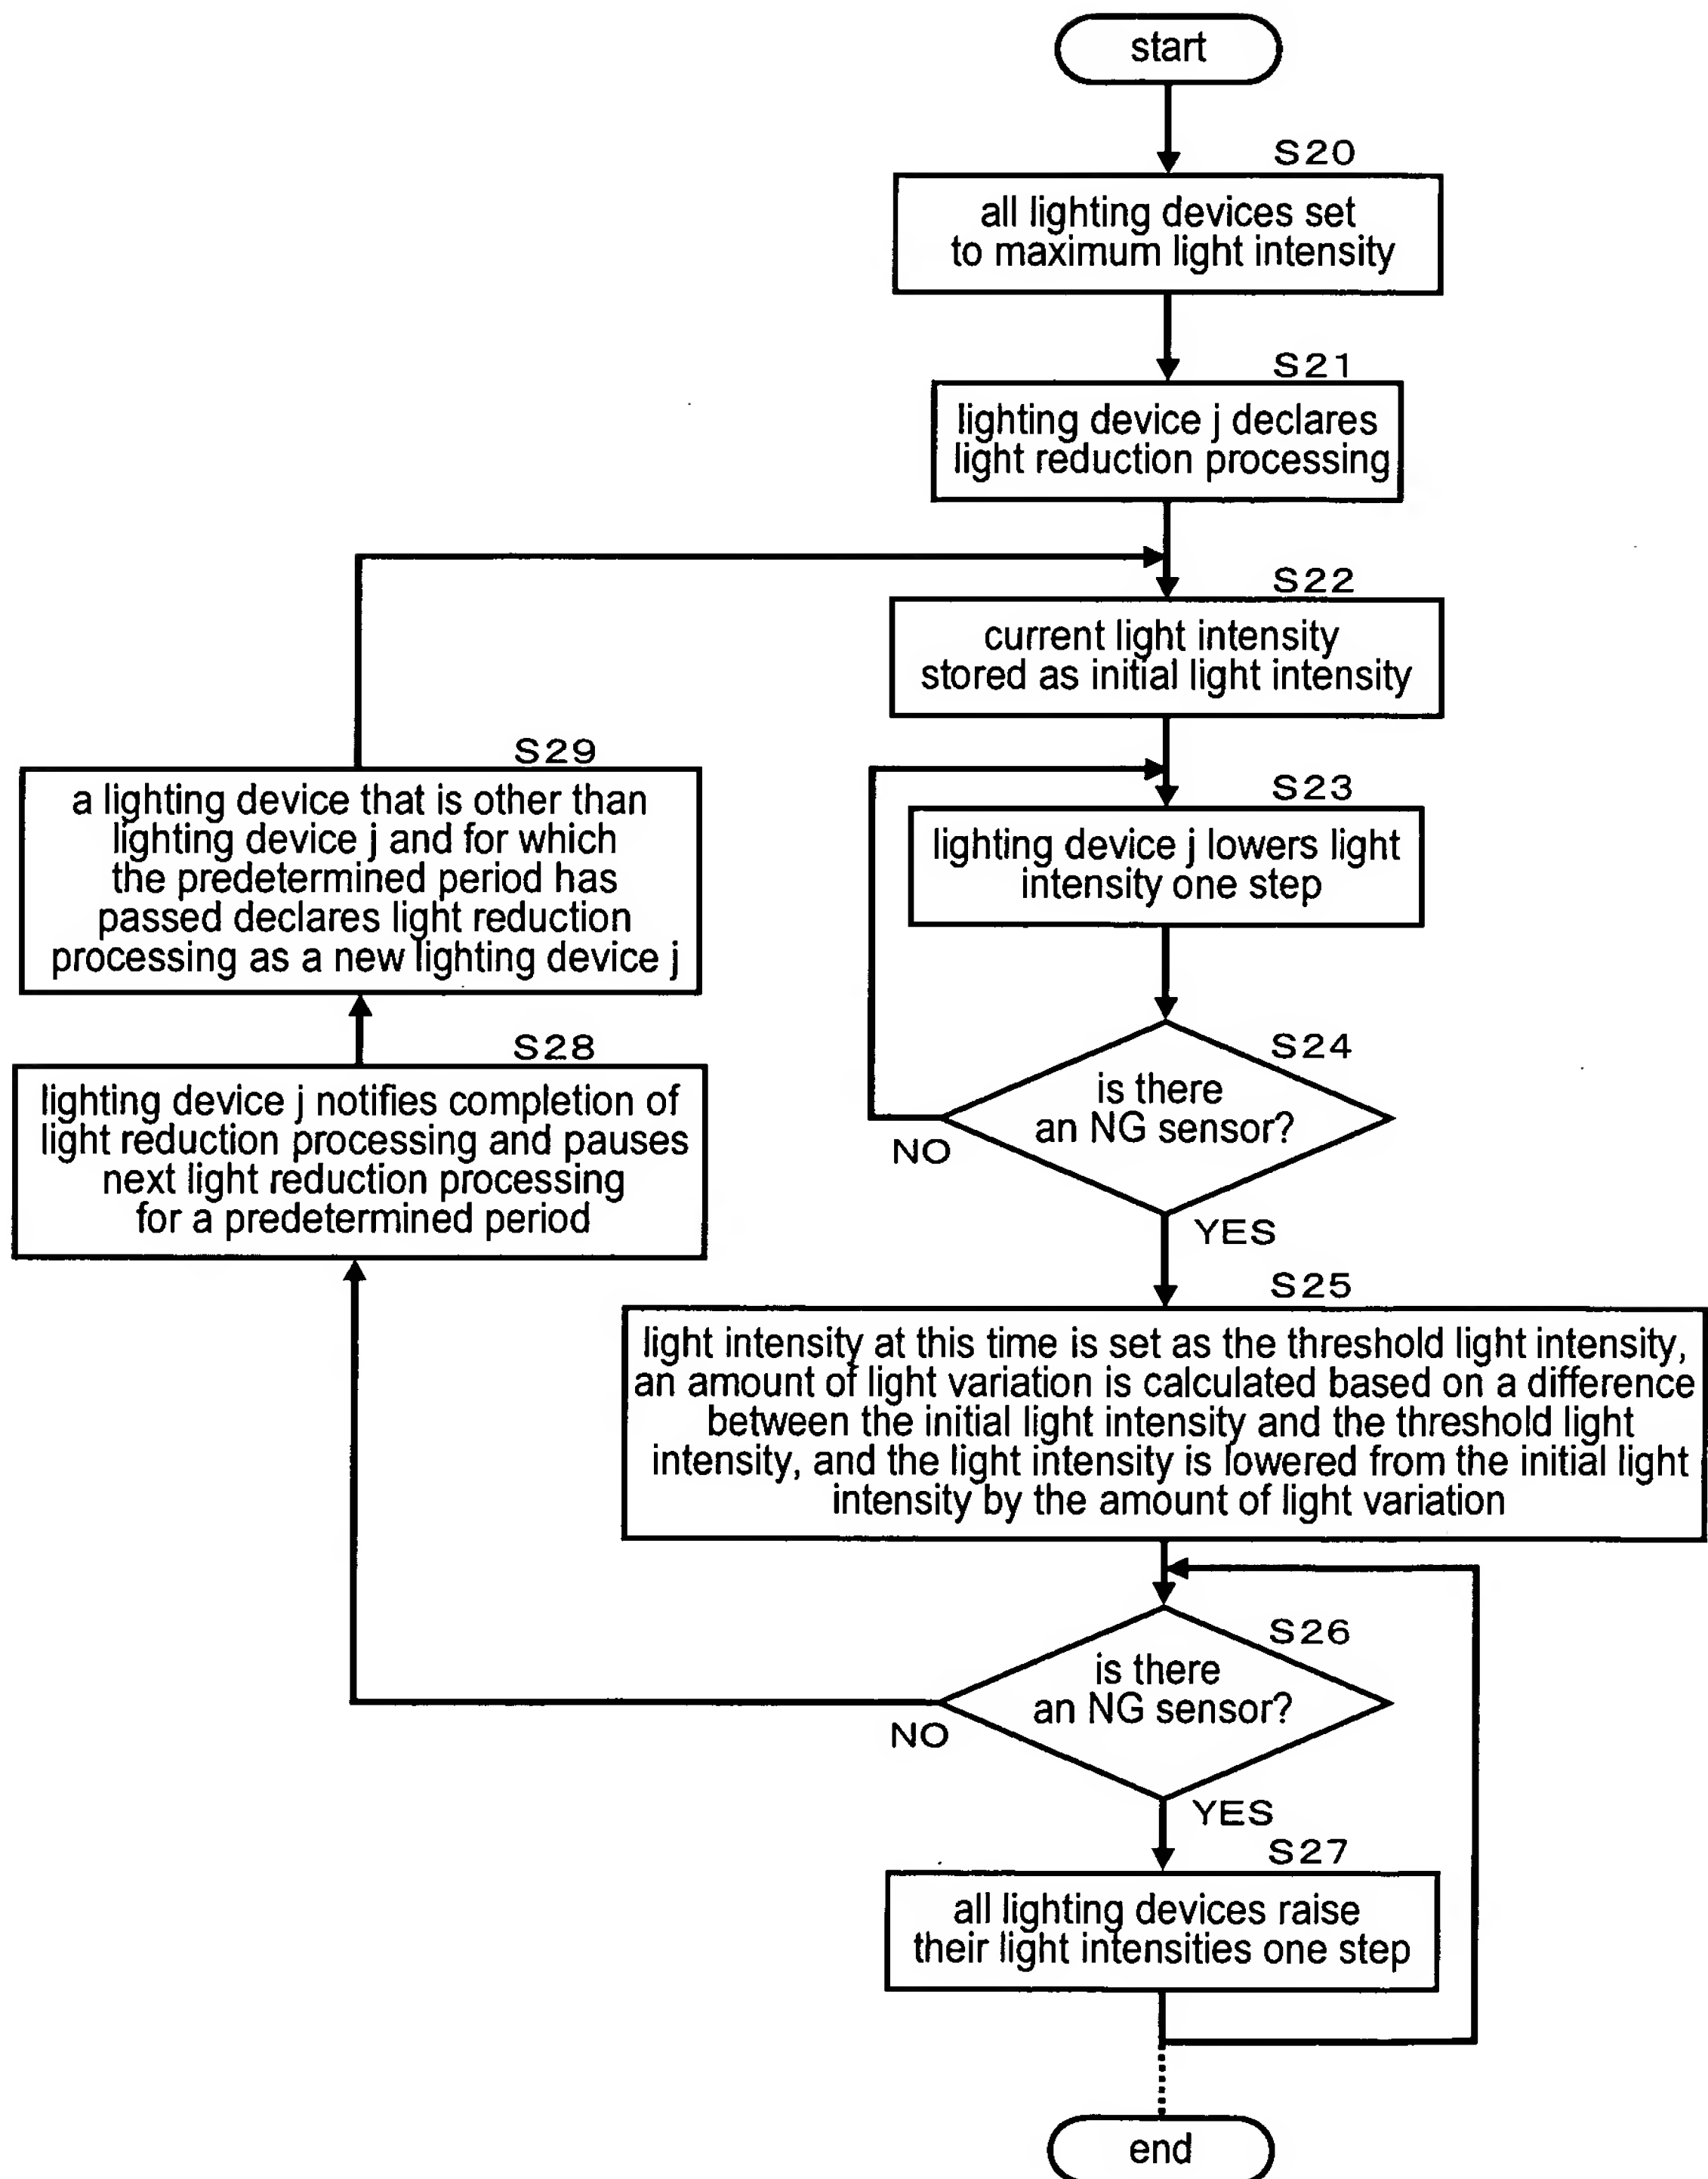 start
S20
all lighting devices set
to maximum light intensity
S21
lighting device j declares
light reduction processing
S22
current light intensity
stored as initial light intensity
S29
a lighting device that is other than
lighting device j and for which
the predetermined period has
passed declares light reduction
processing as a new lighting device j
S23
lighting device j lowers light
intensity one step
S28
lighting device j notifies completion of
light reduction processing and pauses
next light reduction processing
for a predetermined period
S24
is there
an NG sensor?
NO
YES
S25
light intensity at this time is set as the threshold light intensity,
an amount of light variation is calculated based on a difference
between the initial light intensity and the threshold light
intensity, and the light intensity is lowered from the initial light
intensity by the amount of light variation
S26
is there
an NG sensor?
NO
YES
S27
all lighting devices raise
their light intensities one step
end